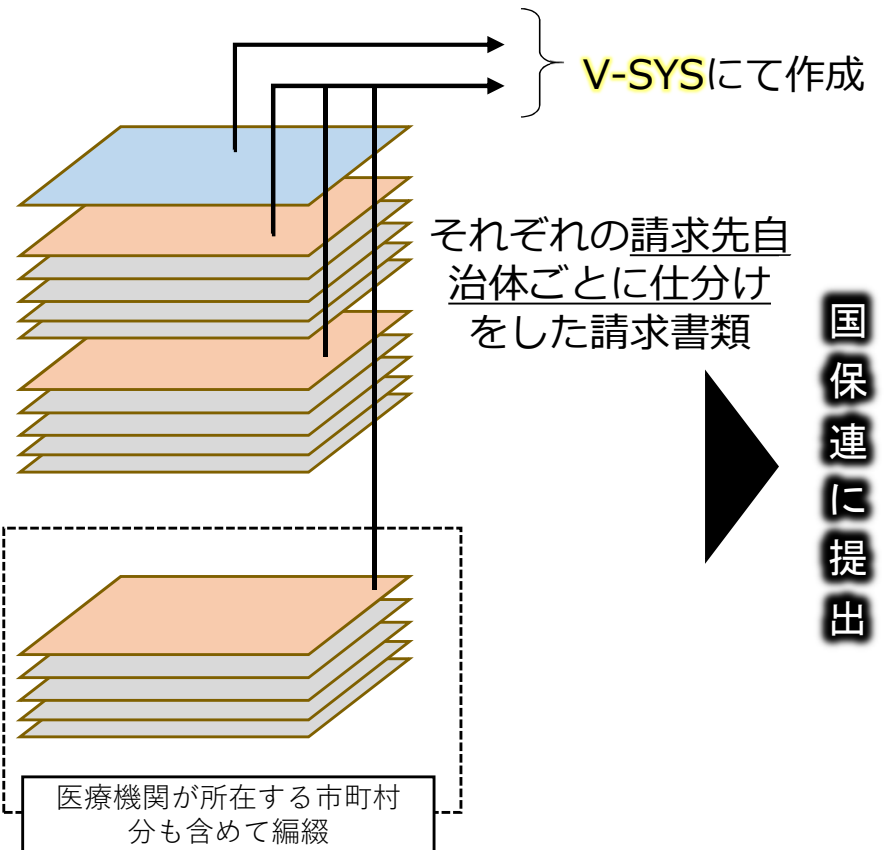 V-SYSにて作成
それぞれの請求先自
治体ごとに仕分け
をした請求書類
国保連に提出
医療機関が所在する市町村
分も含めて編綴